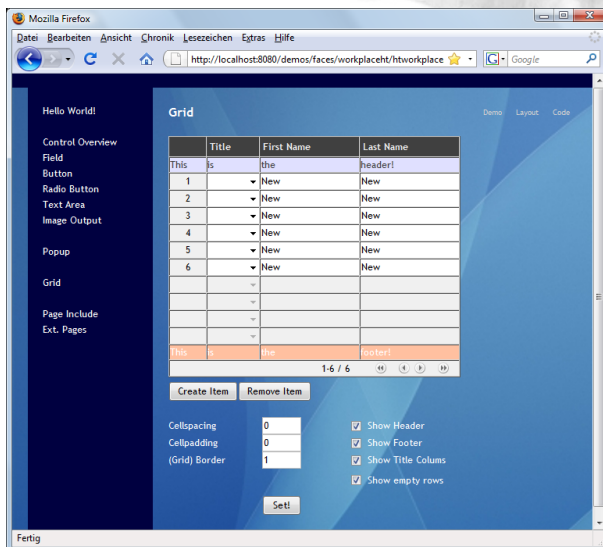 Mozilla Firefox
Datei Bearbeiten Ansicht Chronik Lesezeichen Extras Hilfe
http://localhost:8080/demos/faces/workplaceht/htworkplace
G Google
Hello World!
Control Overview
Field
Button
Radio Button
Text Area
Image Output
Popup
Grid
Page Include
Ext. Pages
Grid
Demo Layout Code
Title First Name Last Name
This is the header!
1 New New
2 New New
3 New New
4 New New
5 New New
6 New New
This is the footer!
1-6 / 6
Create Item Remove Item
Cellspacing 0 Show Header
Cellpadding 0 Show Footer
(Grid) Border 1 Show Title Colums
Show empty rows
Set!
Fertig